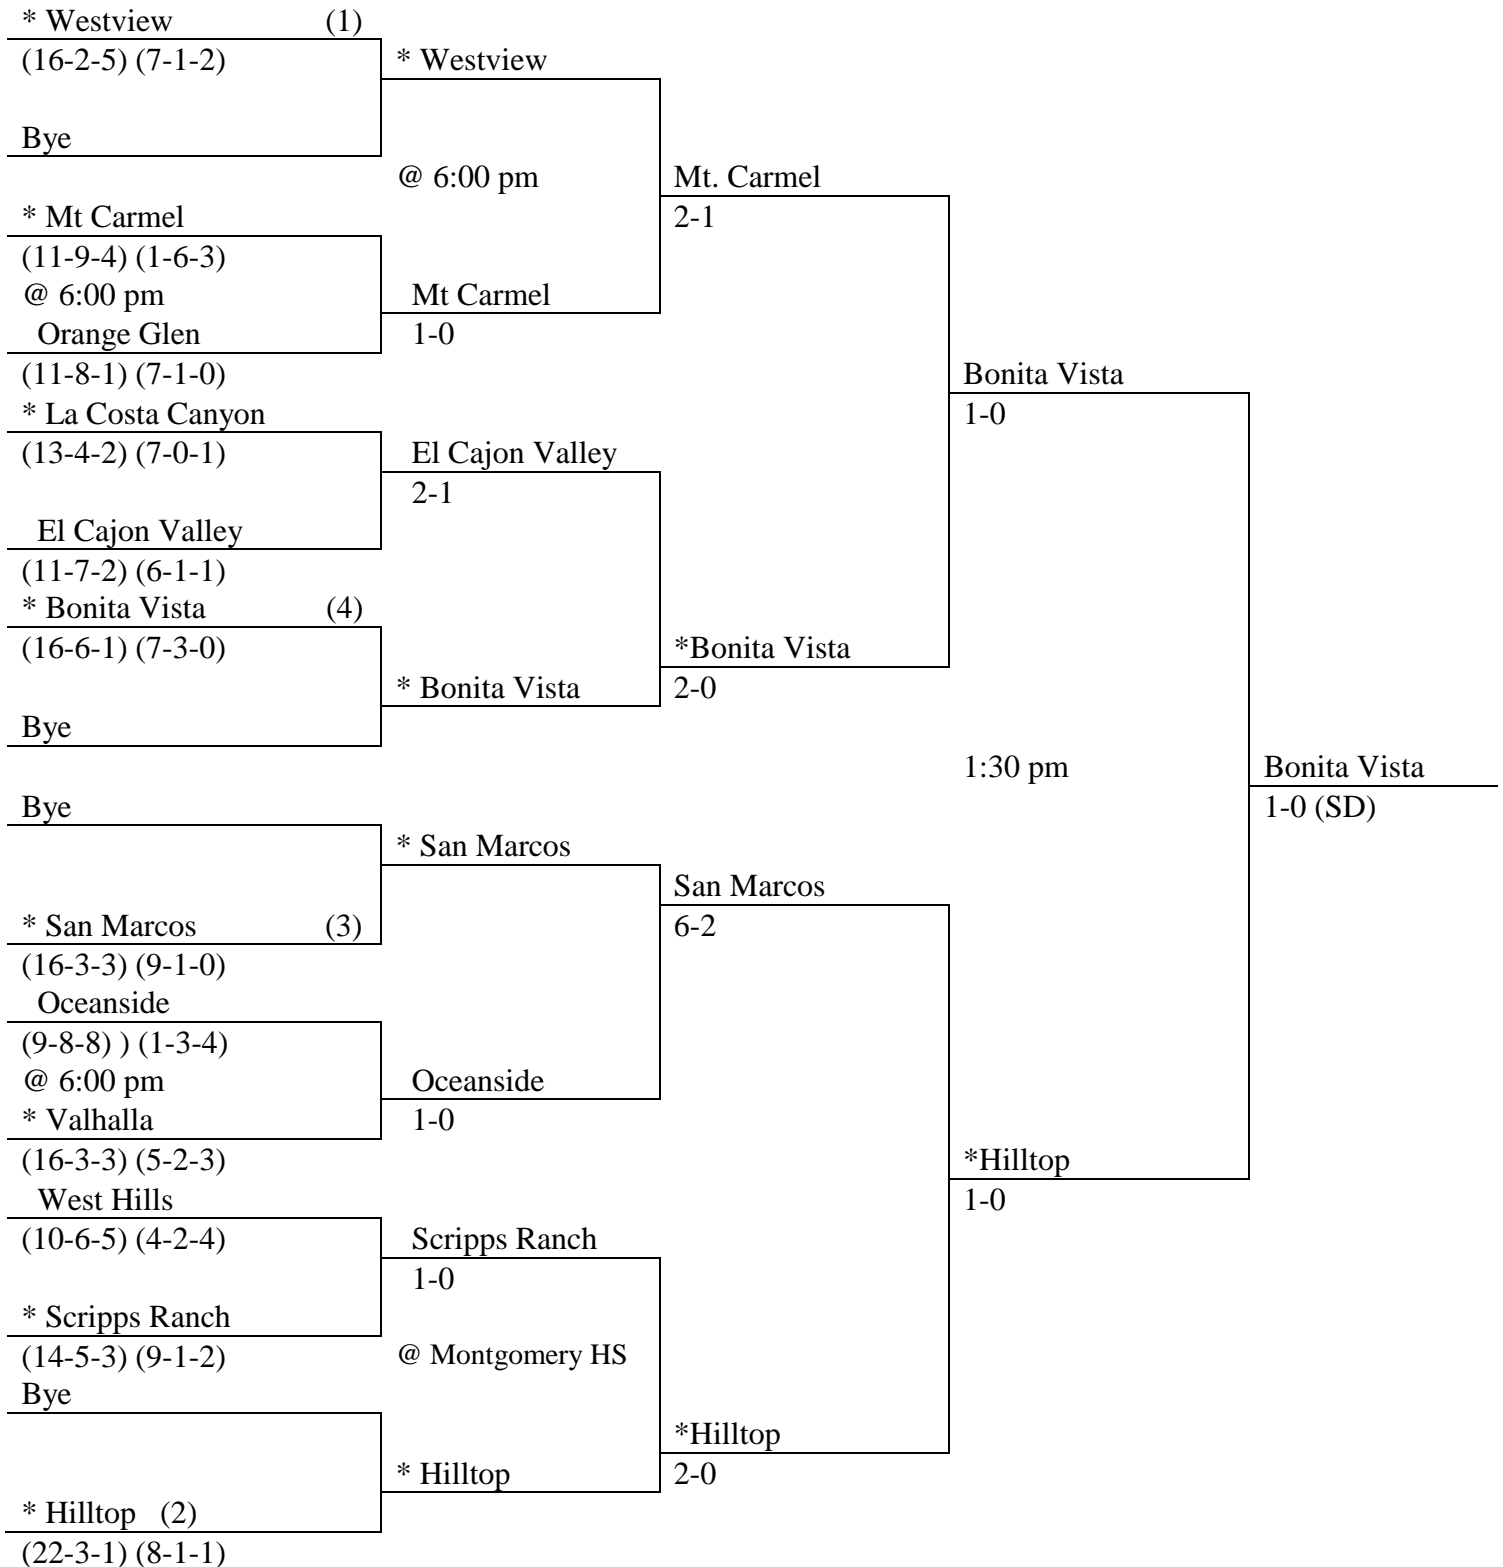 * Westview (1)
(16-2-5) (7-1-2)
Bye
* Mt Carmel
(11-9-4) (1-6-3)
@ 6:00 pm
Orange Glen
(11-8-1) (7-1-0)
* La Costa Canyon
(13-4-2) (7-0-1)
El Cajon Valley
(11-7-2) (6-1-1)
* Bonita Vista (4)
(16-6-1) (7-3-0)
Bye
Bye
* San Marcos (3)
(16-3-3) (9-1-0)
Oceanside
(9-8-8) ) (1-3-4)
@ 6:00 pm
* Valhalla
(16-3-3) (5-2-3)
West Hills
(10-6-5) (4-2-4)
* Scripps Ranch
(14-5-3) (9-1-2)
Bye
* Hilltop (2)
(22-3-1) (8-1-1)
* Westview
@ 6:00 pm
Mt Carmel
1-0
El Cajon Valley
2-1
* Bonita Vista
* San Marcos
Oceanside
1-0
Scripps Ranch
1-0
@ Montgomery HS
* Hilltop
Mt. Carmel
2-1
*Bonita Vista
2-0
San Marcos
6-2
*Hilltop
2-0
Bonita Vista
1-0
1:30 pm
*Hilltop
1-0
Bonita Vista
1-0 (SD)